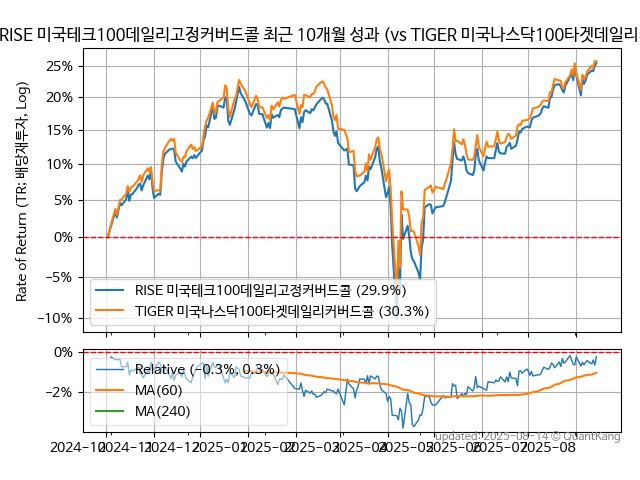 RISE 미국테크100데일리고정커버드콜 최근 10개월 성과 (vs TIGER 미국나스닥100타겟데일리
Rate of Return (TR: 배당재투자, Log)
25%
20%
15%
10%
5%
0%
−5%
−10%
RISE 미국테크100데일리고정커버드콜 (29.9%)
TIGER 미국나스닥100타겟데일리커버드콜 (30.3%)
0%
−2%
Relative (−0.3%, 0.3%)
MA(60)
MA(240)
2024-10 2024-11 2024-12 2025-01 2025-02 2025-03 2025-04 2025-05 2025-06 2025-07 2025-08
updated: 2025-08-14 © QuantKang